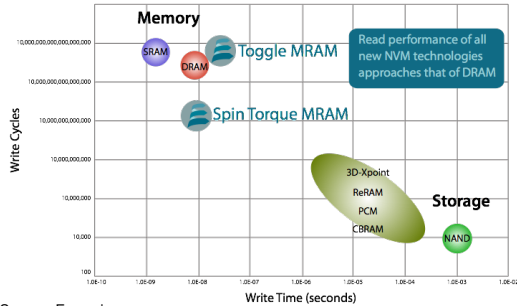 Memory
10,000,000,000,000,000,000
SRAM
Toggle MRAM
DRAM
Read performance of all
new NVM technologies
approaches that of DRAM
10,000,000,000,000,000
Spin Torque MRAM
10,000,000,000,000
Write Cycles
10,000,000,000
3D-Xpoint
ReRAM
10,000,000
PCM
Storage
CBRAM
10,000
NAND
100
1.0E-10 1.0E-09 1.0E-08 1.0E-07 1.0E-06 1.0E-05 1.0E-04 1.0E-03 1.0E-02
Write Time (seconds)